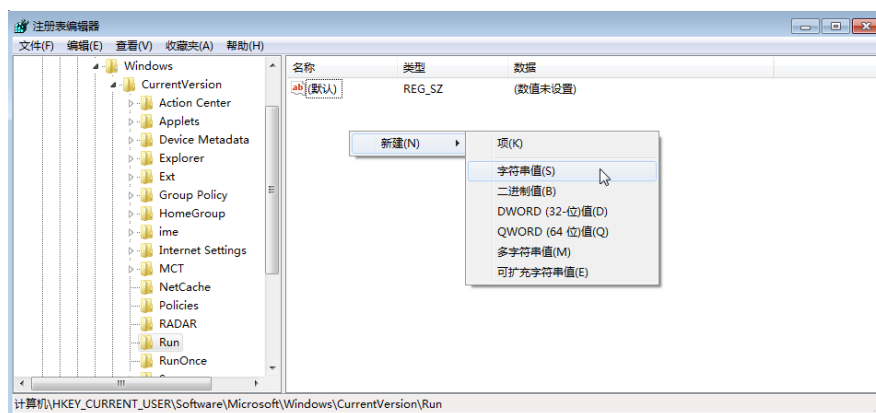 注册表编辑器
文件(F) 编辑(E) 查看(V) 收藏夹(A) 帮助(H)
Windows
CurrentVersion
Action Center
Applets
Device Metadata
Explorer
Ext
Group Policy
HomeGroup
ime
Internet Settings
MCT
NetCache
Policies
RADAR
Run
RunOnce
名称 类型 数据
ab (默认) REG_SZ (数值未设置)
新建(N)
项(K)
字符串值(S)
二进制值(B)
DWORD (32-位)值(D)
QWORD (64 位)值(Q)
多字符串值(M)
可扩充字符串值(E)
计算机\HKEY_CURRENT_USER\Software\Microsoft\Windows\CurrentVersion\Run